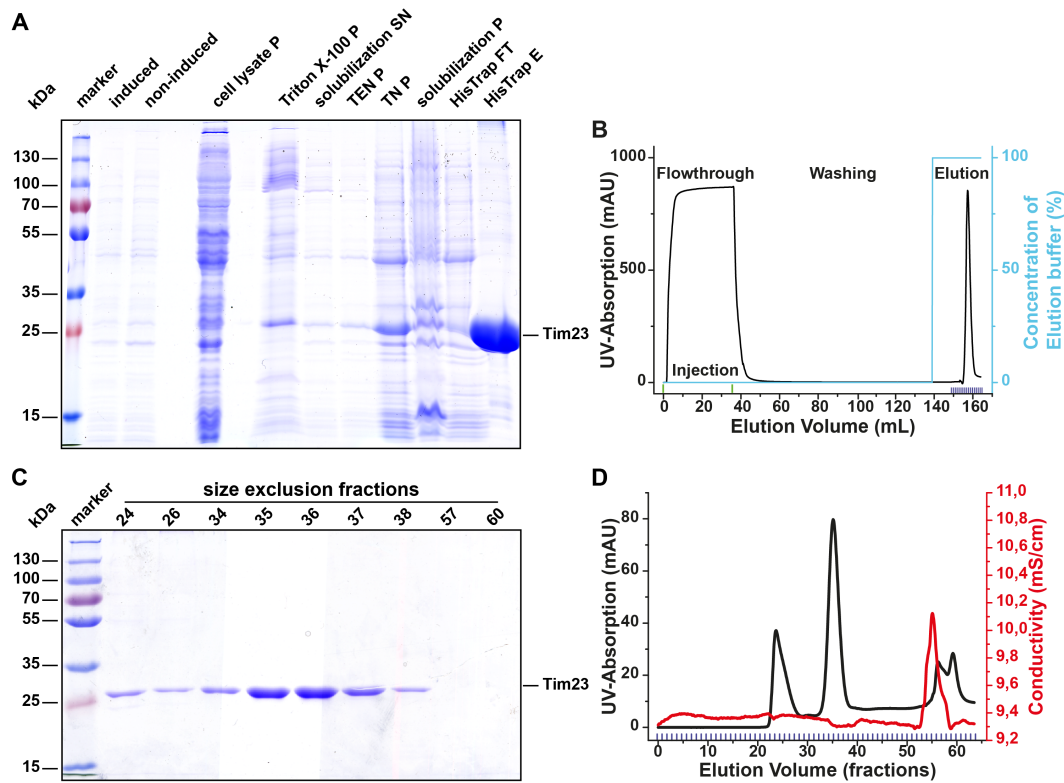 A
kDa
marker
induced
non-induced
cell lysate P
Triton X-100 P
solubilization SN
TEN P
TN P
solubilization P
HisTrap FT
HisTrap E
130
100
70
55
35
25
15
Tim23
B
1000
500
0
Flowthrough
Washing
Elution
Injection
100
50
0
UV-Absorption (mAU)
Concentration of
Elution buffer (%)
0 20 40 60 80 100 120 140 160
Elution Volume (mL)
C
size exclusion fractions
kDa
marker
24 26 34 35 36 37 38 57 60
130
100
70
55
35
25
15
Tim23
D
80
60
40
20
0
UV-Absorption (mAU)
11,0
10,8
10,6
10,4
10,2
10,0
9,8
9,6
9,4
9,2
Conductivity (mS/cm)
0 10 20 30 40 50 60
Elution Volume (fractions)